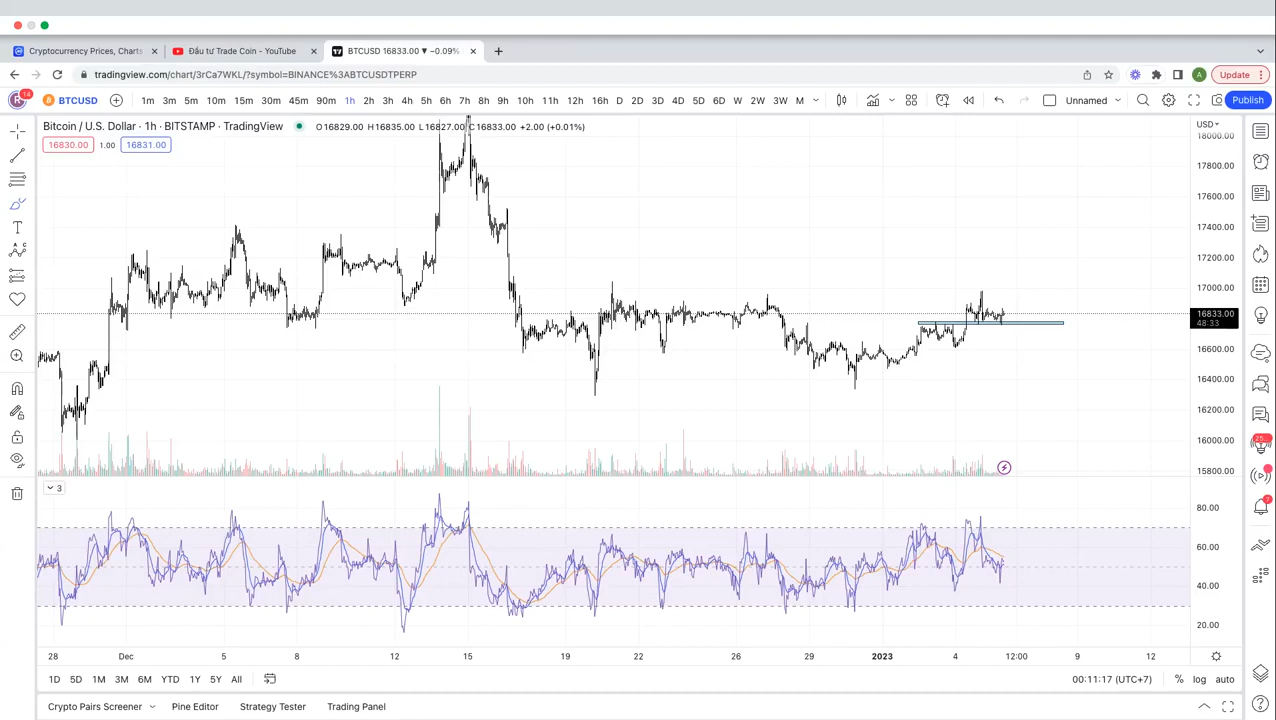 Cryptocurrency Prices, Charts
Đầu tư Trade Coin - YouTube
BTCUSD 16833.00 ▼ −0.09%
tradingview.com/chart/3rCa7WKL/?symbol=BINANCE%3ABTCUSDTPERP
A
Update
14
BTCUSD
1m 3m 5m 10m 15m 30m 45m 90m 1h 2h 3h 4h 5h 6h 7h 8h 9h 10h 11h 12h 16h D 2D 3D 4D 5D 6D W 2W 3W M
Unnamed
Publish
Bitcoin / U.S. Dollar · 1h · BITSTAMP · TradingView
O16829.00 H16835.00 L16827.00 C16833.00 +2.00 (+0.01%)
USD
16830.00 1.00 16831.00
18000.00
17800.00
17600.00
17400.00
17200.00
17000.00
16833.00
48:33
16600.00
16400.00
16200.00
16000.00
15800.00
3
80.00
60.00
40.00
20.00
28 Dec 5 8 12 15 19 22 26 29 2023 4 12:00 9 12
1D 5D 1M 3M 6M YTD 1Y 5Y All
00:11:17 (UTC+7)
% log auto
Crypto Pairs Screener
Pine Editor
Strategy Tester
Trading Panel
7